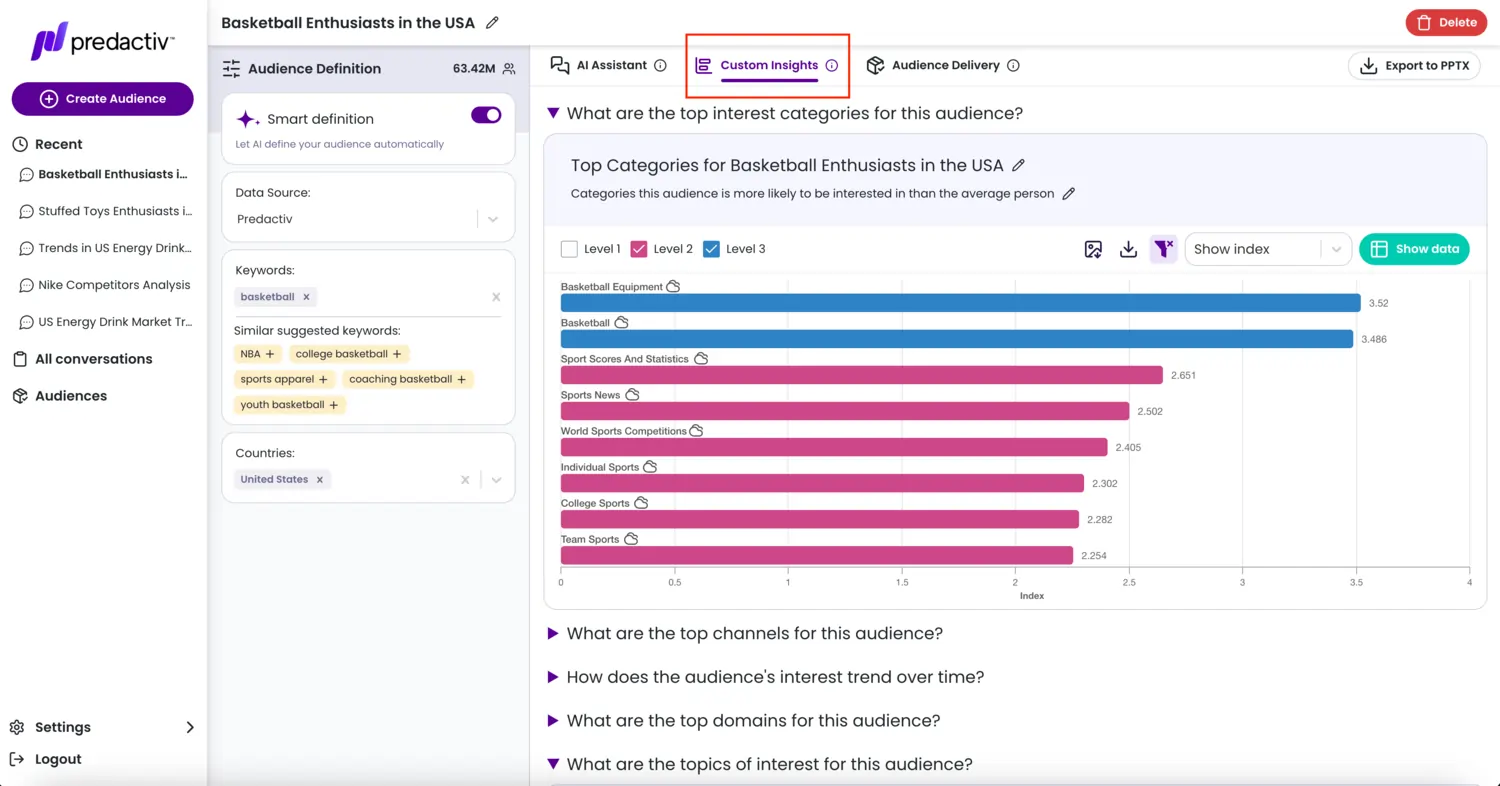 predactiv™
Create Audience
Recent
Basketball Enthusiasts i...
Stuffed Toys Enthusiasts i...
Trends in US Energy Drink...
Nike Competitors Analysis
US Energy Drink Market Tr...
All conversations
Audiences
Settings
Logout
Basketball Enthusiasts in the USA
Delete
Audience Definition 63.42M
Smart definition
Let AI define your audience automatically
Data Source:
Predactiv
Keywords:
basketball ×
Similar suggested keywords:
NBA + college basketball +
sports apparel + coaching basketball +
youth basketball +
Countries:
United States ×
AI Assistant Custom Insights Audience Delivery Export to PPTX
What are the top interest categories for this audience?
Top Categories for Basketball Enthusiasts in the USA
Categories this audience is more likely to be interested in than the average person
Level 1 Level 2 Level 3 Show index Show data
Basketball Equipment
3.52
Basketball
3.486
Sport Scores And Statistics
2.651
Sports News
2.502
World Sports Competitions
2.405
Individual Sports
2.302
College Sports
2.282
Team Sports
2.254
0 0.5 1 1.5 2 2.5 3 3.5 4
Index
What are the top channels for this audience?
How does the audience's interest trend over time?
What are the top domains for this audience?
What are the topics of interest for this audience?